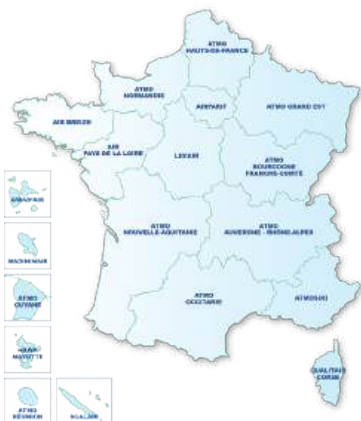 ATMO
HAUTS-DE-FRANCE
ATMO
NORMANDIE
AIRPARIF
ATMO GRAND EST
AIR BREIZH
AIR
PAYS DE LA LOIRE
LIG'AIR
ATMO
BOURGOGNE
FRANCHE-COMTÉ
ATMO
NOUVELLE-AQUITAINE
ATMO
AUVERGNE - RHÔNE-ALPES
ATMO
OCCITANIE
ATMOSUD
QUALITAIR
CORSE
GWAD'AIR
MADININAIR
ATMO
GUYANE
HAWA
MAYOTTE
ATMO
RÉUNION
SCAL'AIR